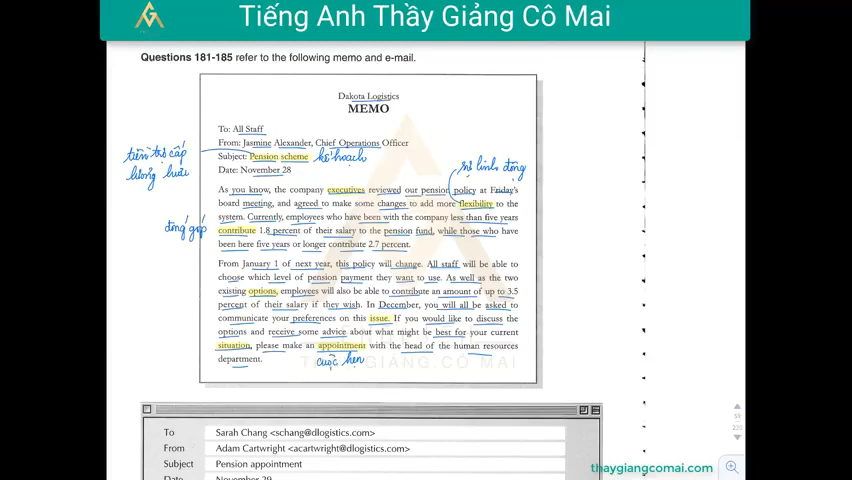 Tiếng Anh Thầy Giảng Cô Mai
Questions 181-185 refer to the following memo and e-mail.
Dakota Logistics
MEMO
To: All Staff
From: Jasmine Alexander, Chief Operations Officer
Subject: Pension scheme kế hoạch
Date: November 28
tiền trợ cấp
lương hưu
sự linh động
As you know, the company executives reviewed our pension policy at Friday's
board meeting, and agreed to make some changes to add more flexibility to the
system. Currently, employees who have been with the company less than five years
đóng góp
contribute 1.8 percent of their salary to the pension fund, while those who have
been here five years or longer contribute 2.7 percent.
From January 1 of next year, this policy will change. All staff will be able to
choose which level of pension payment they want to use. As well as the two
existing options, employees will also be able to contribute an amount of up to 3.5
percent of their salary if they wish. In December, you will all be asked to
communicate your preferences on this issue. If you would like to discuss the
options and receive some advice about what might be best for your current
situation, please make an appointment with the head of the human resources
department.
cuộc hẹn
THAYGIANG.CÔ MAI
To Sarah Chang <schang@dlogistics.com>
From Adam Cartwright <acartwright@dlogistics.com>
Subject Pension appointment
Date November 29
thaygiangcomai.com